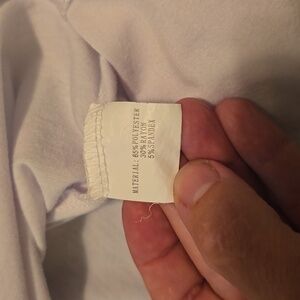 MATERIAL: 65%POLYESTER
30%RAYON
5%SPANDEX